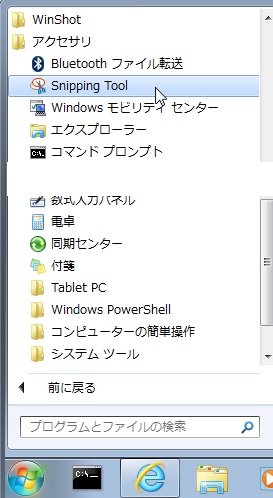 WinShot
アクセサリ
Bluetooth ファイル転送
Snipping Tool
Windows モビリティ センター
エクスプローラー
コマンド プロンプト
数式入力パネル
電卓
同期センター
付箋
Tablet PC
Windows PowerShell
コンピューターの簡単操作
システム ツール
前に戻る
プログラムとファイルの検索